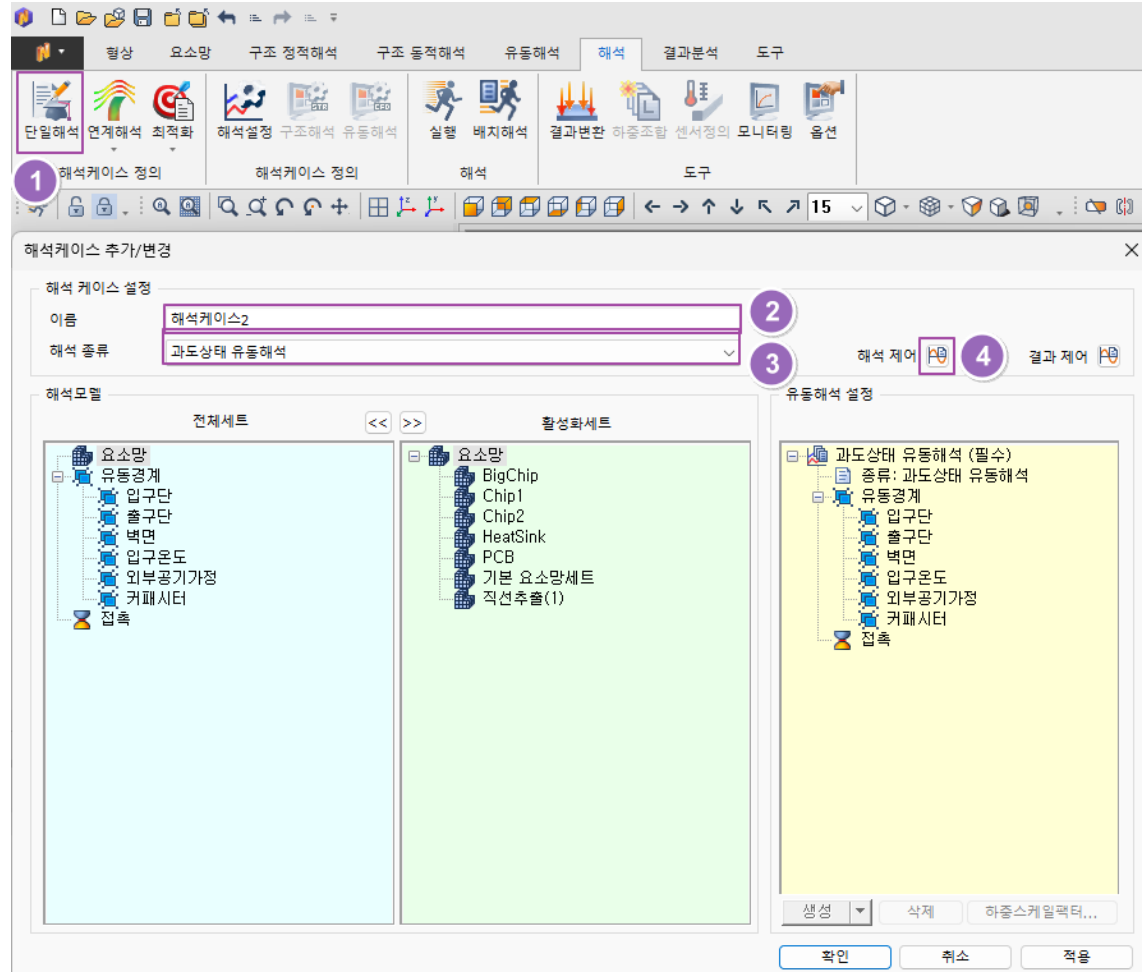 형상 요소망 구조 정적해석 구조 동적해석 유동해석 해석 결과분석 도구
단일해석 연계해석 최적화 해석설정 구조해석 유동해석 실행 배치해석 결과변환 하중조합 센서정의 모니터링 옵션
1 해석케이스 정의 해석케이스 정의 해석 도구
15
해석케이스 추가/변경
해석 케이스 설정
이름 해석케이스2 2
해석 종류 과도상태 유동해석 3 해석 제어 4 결과 제어
해석모델 유동해석 설정
전체세트 << >> 활성화세트
요소망
유동경계
입구단
출구단
벽면
입구온도
외부공기가정
커패시터
접촉
요소망
BigChip
Chip1
Chip2
HeatSink
PCB
기본 요소망세트
직선추출(1)
과도상태 유동해석 (필수)
종류: 과도상태 유동해석
유동경계
입구단
출구단
벽면
입구온도
외부공기가정
커패시터
접촉
생성 삭제 하중스케일팩터...
확인 취소 적용